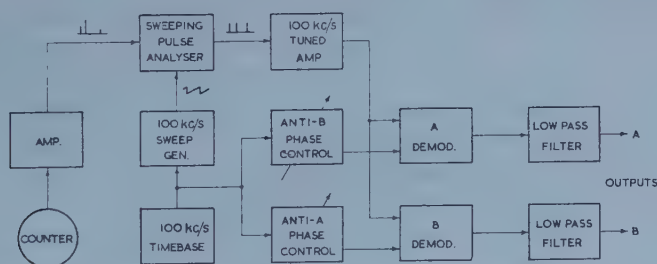 SWEEPING
PULSE
ANALYSER
100 KC/S
TUNED
AMP
AMP.
100 KC/S
SWEEP
GEN.
ANTI-B
PHASE
CONTROL
A
DEMOD.
LOW PASS
FILTER
A
OUTPUTS
COUNTER
100 KC/S
TIMEBASE
ANTI-A
PHASE
CONTROL
B
DEMOD.
LOW PASS
FILTER
B